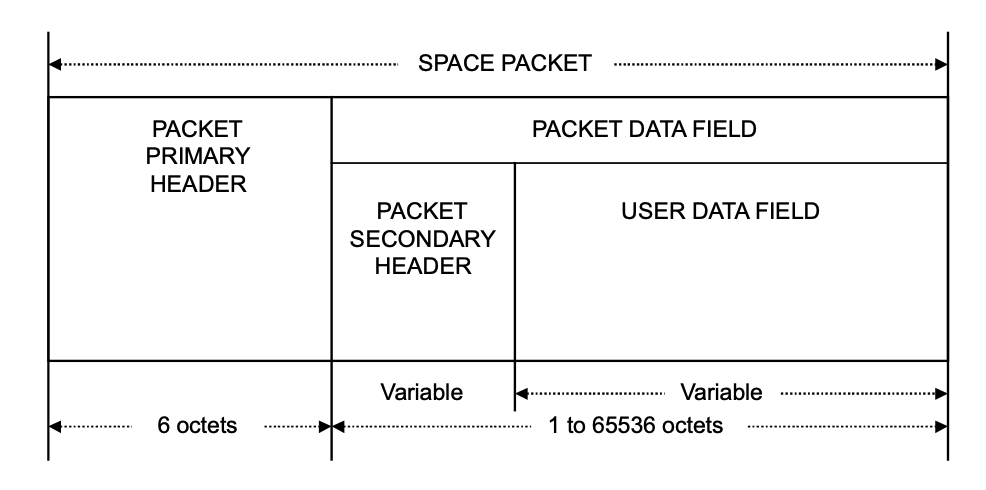 SPACE PACKET
PACKET
PRIMARY
HEADER
PACKET DATA FIELD
PACKET
SECONDARY
HEADER
USER DATA FIELD
Variable
Variable
6 octets
1 to 65536 octets